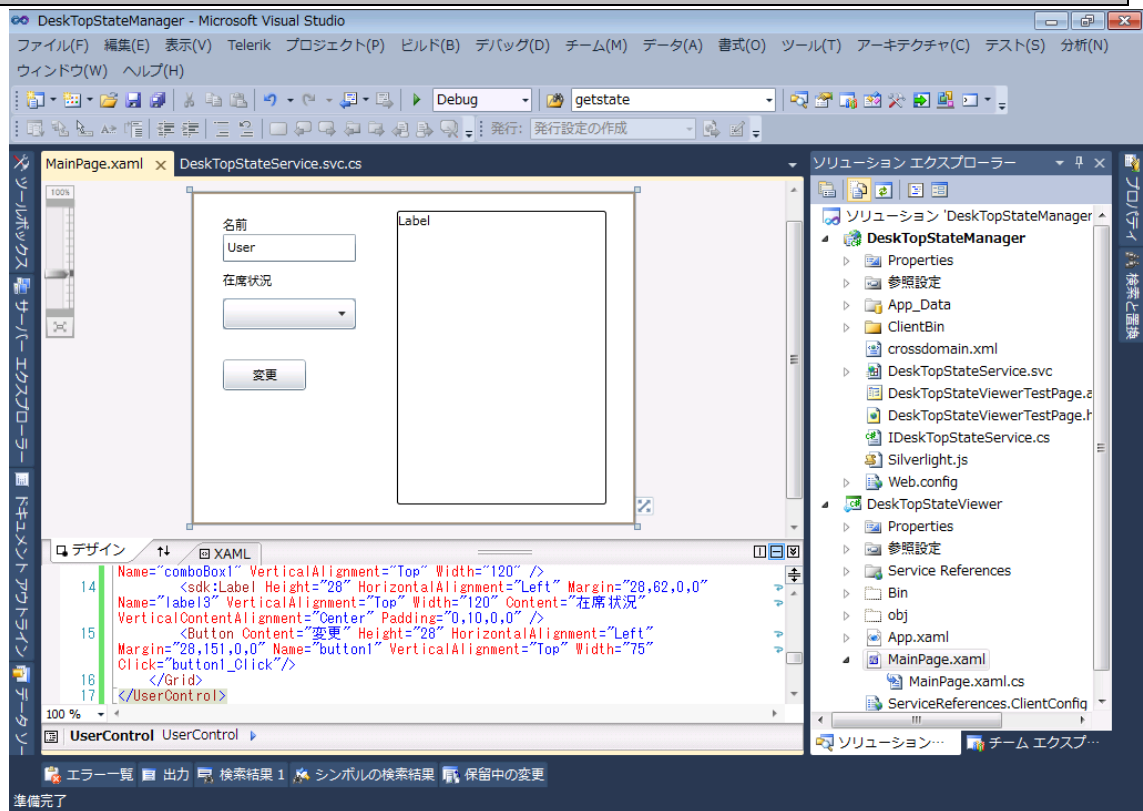 DeskTopStateManager - Microsoft Visual Studio
ファイル(F) 編集(E) 表示(V) Telerik プロジェクト(P) ビルド(B) デバッグ(D) チーム(M) データ(A) 書式(O) ツール(T) アーキテクチャ(C) テスト(S) 分析(N)
ウィンドウ(W) ヘルプ(H)
Debug getstate
発行: 発行設定の作成
MainPage.xaml DeskTopStateService.svc.cs
ツールボックス
サーバー エクスプローラー
ドキュメント アウトライン
データ ソ
100%
名前
User
在席状況
変更
Label
デザイン XAML
Name="comboBox1" VerticalAlignment="Top" Width="120" />
14 <sdk:Label Height="28" HorizontalAlignment="Left" Margin="28,62,0,0"
Name="label3" VerticalAlignment="Top" Width="120" Content="在席状況"
VerticalContentAlignment="Center" Padding="0,10,0,0" />
15 <Button Content="変更" Height="28" HorizontalAlignment="Left"
Margin="28,151,0,0" Name="button1" VerticalAlignment="Top" Width="75"
Click="button1_Click"/>
16 </Grid>
17 </UserControl>
100 %
UserControl UserControl
ソリューション エクスプローラー
ソリューション 'DeskTopStateManager
DeskTopStateManager
Properties
参照設定
App_Data
ClientBin
crossdomain.xml
DeskTopStateService.svc
DeskTopStateViewerTestPage.a
DeskTopStateViewerTestPage.h
IDeskTopStateService.cs
Silverlight.js
Web.config
DeskTopStateViewer
Properties
参照設定
Service References
Bin
obj
App.xaml
MainPage.xaml
MainPage.xaml.cs
ServiceReferences.ClientConfig
ソリューション… チーム エクスプ…
プロパティ
検索と置換
エラー一覧 出力 検索結果 1 シンボルの検索結果 保留中の変更
準備完了